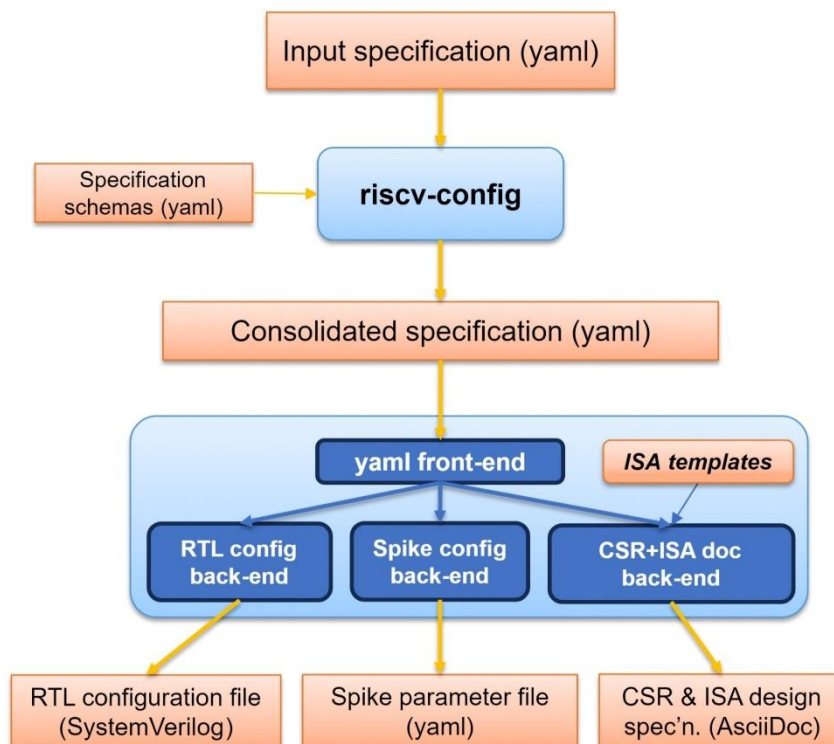 Input specification (yaml)
Specification
schemas (yaml)
riscv-config
Consolidated specification (yaml)
yaml front-end
ISA templates
RTL config
back-end
Spike config
back-end
CSR+ISA doc
back-end
RTL configuration file
(SystemVerilog)
Spike parameter file
(yaml)
CSR & ISA design
spec'n. (AsciiDoc)